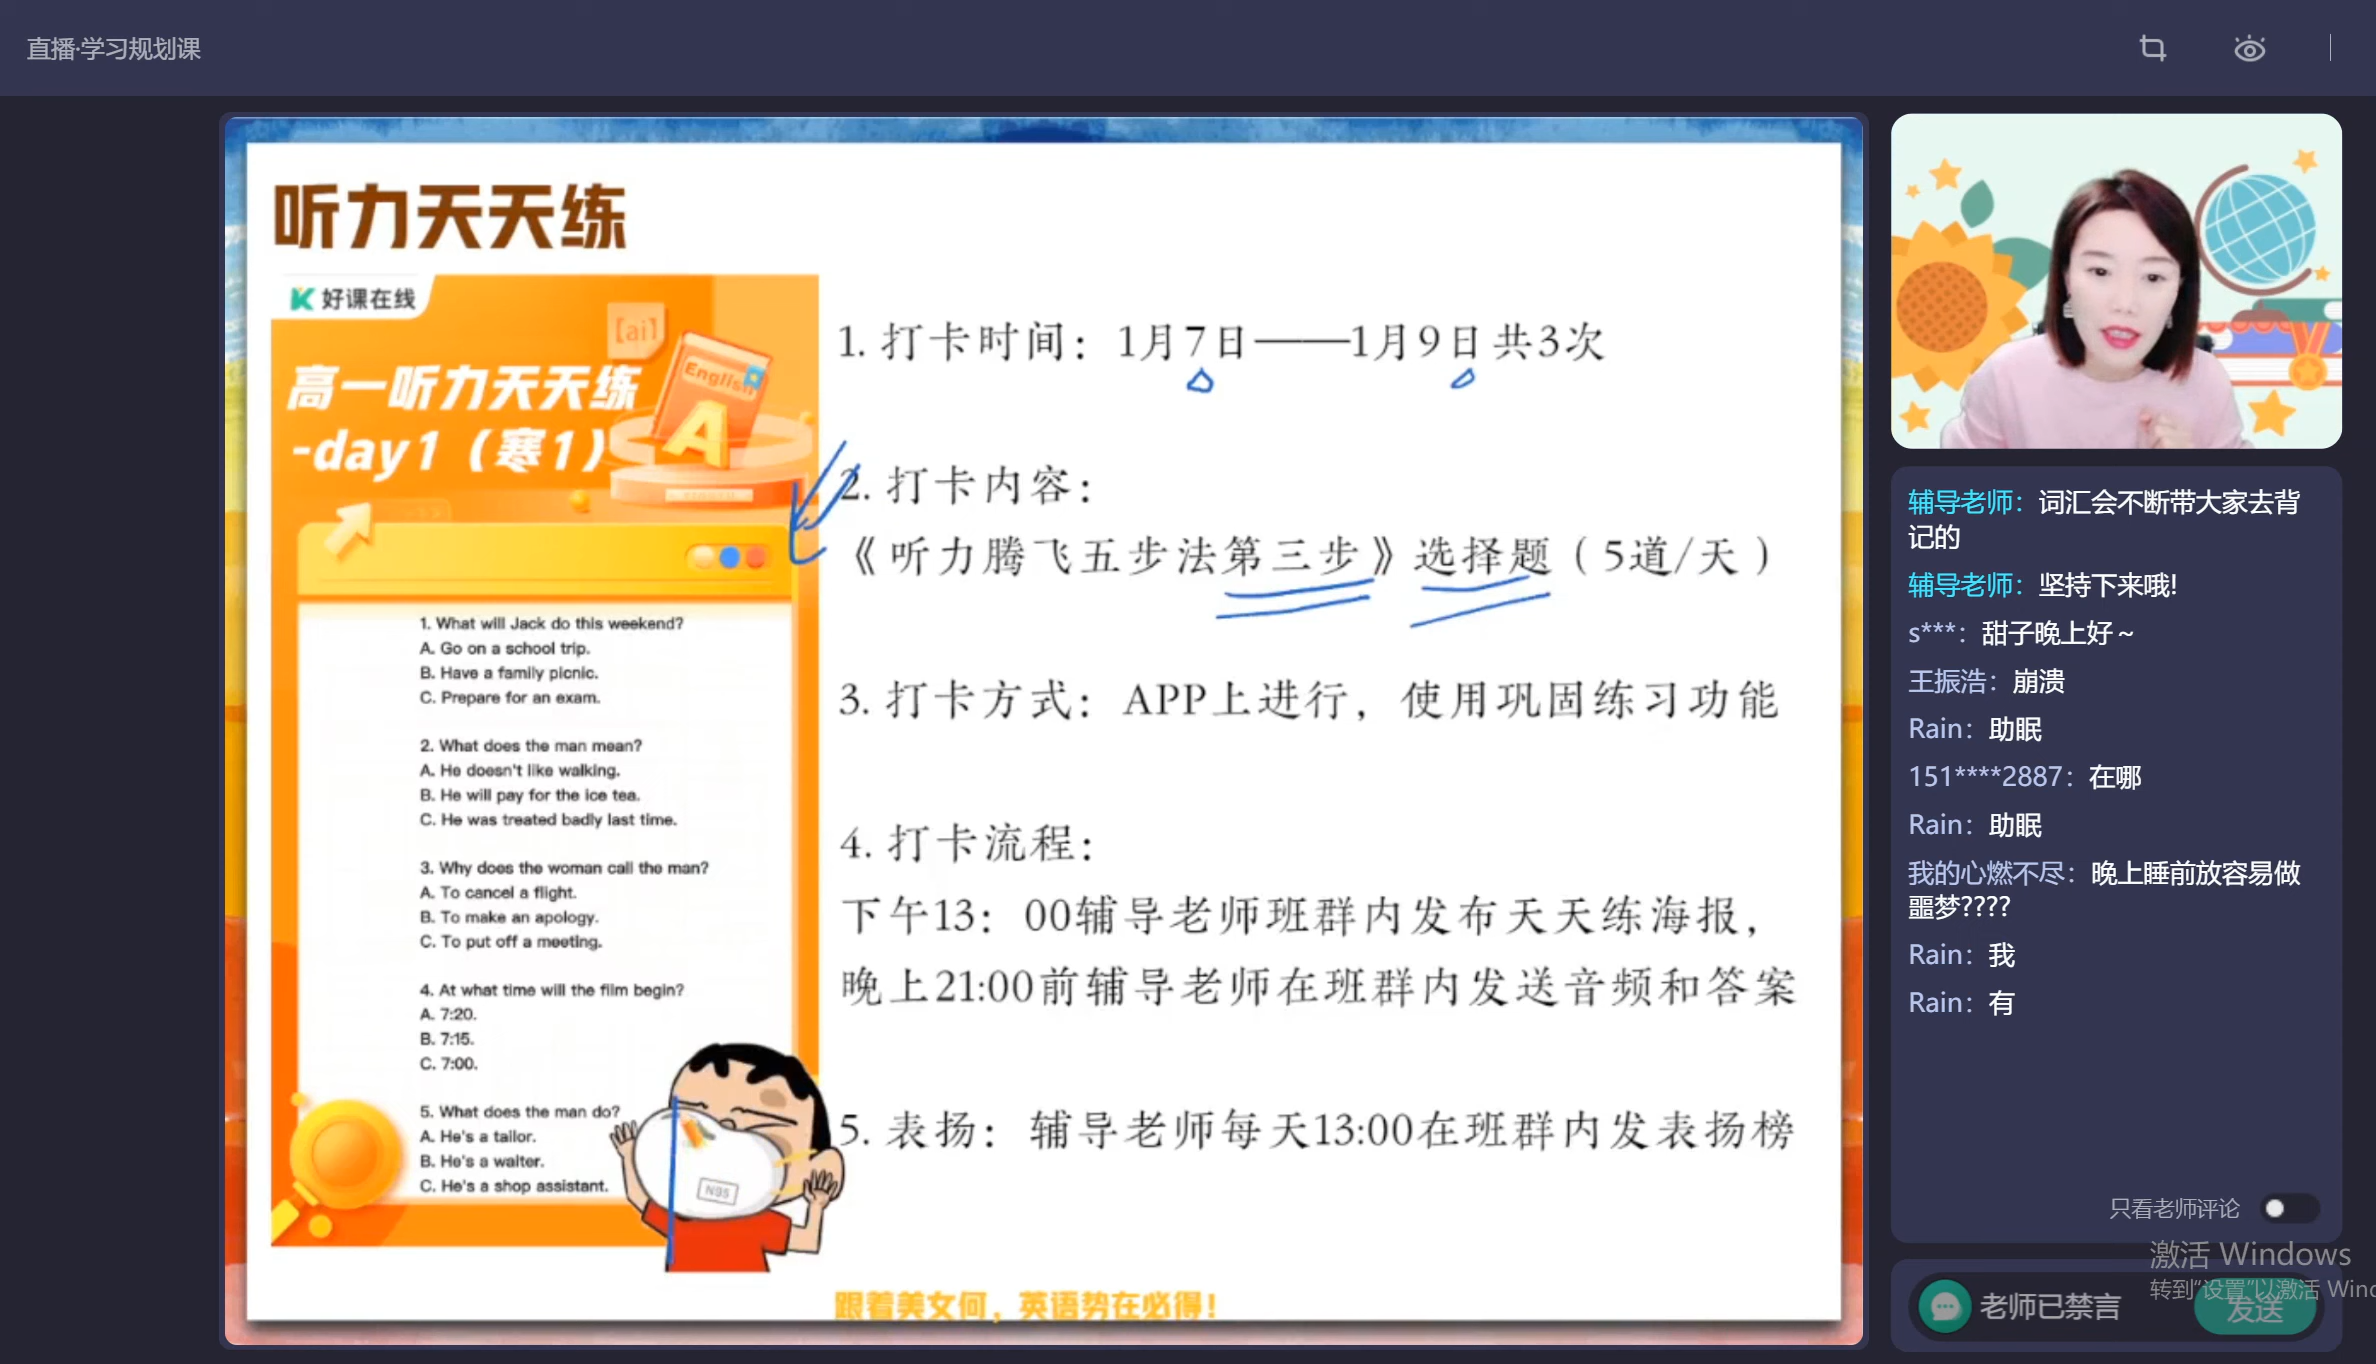 直播·学习规划课
听力天天练
好课在线
[ai]
English
A
高一听力天天练
-day1（寒1）
1. What will Jack do this weekend?
A. Go on a school trip.
B. Have a family picnic.
C. Prepare for an exam.
2. What does the man mean?
A. He doesn't like walking.
B. He will pay for the ice tea.
C. He was treated badly last time.
3. Why does the woman call the man?
A. To cancel a flight.
B. To make an apology.
C. To put off a meeting.
4. At what time will the film begin?
A. 7:20.
B. 7:15.
C. 7:00.
5. What does the man do?
A. He's a tailor.
B. He's a waiter.
C. He's a shop assistant.
N95
1. 打卡时间：1月7日——1月9日共3次
2. 打卡内容：
《听力腾飞五步法第三步》选择题（5道/天）
3. 打卡方式：APP上进行，使用巩固练习功能
4. 打卡流程：
下午13：00辅导老师班群内发布天天练海报，
晚上21:00前辅导老师在班群内发送音频和答案
5. 表扬：辅导老师每天13:00在班群内发表扬榜
跟着美女何，英语势在必得！
辅导老师：词汇会不断带大家去背
记的
辅导老师：坚持下来哦!
s***：甜子晚上好～
王振浩：崩溃
Rain：助眠
151****2887：在哪
Rain：助眠
我的心燃不尽：晚上睡前放容易做
噩梦????
Rain：我
Rain：有
只看老师评论
激活 Windows
转到"设置"以激活 Winc
老师已禁言
发送